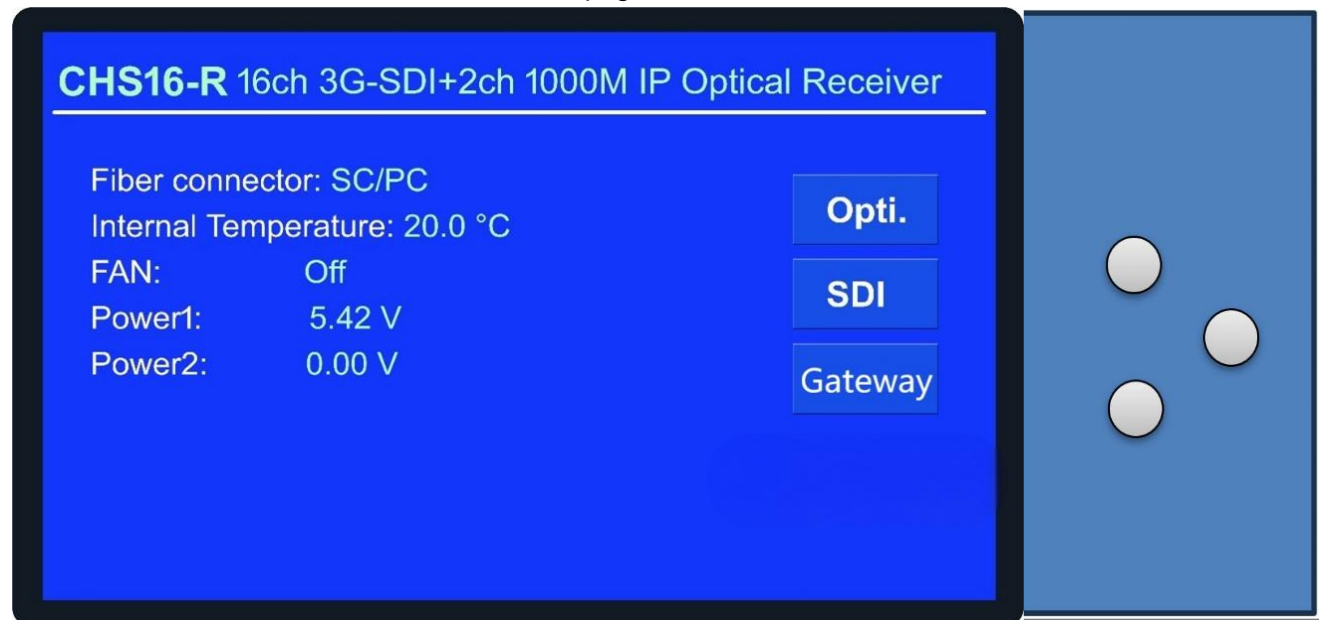 CHS16-R 16ch 3G-SDI+2ch 1000M IP Optical Receiver
Fiber connector: SC/PC
Internal Temperature: 20.0 °C
FAN: Off
Power1: 5.42 V
Power2: 0.00 V
Opti.
SDI
Gateway